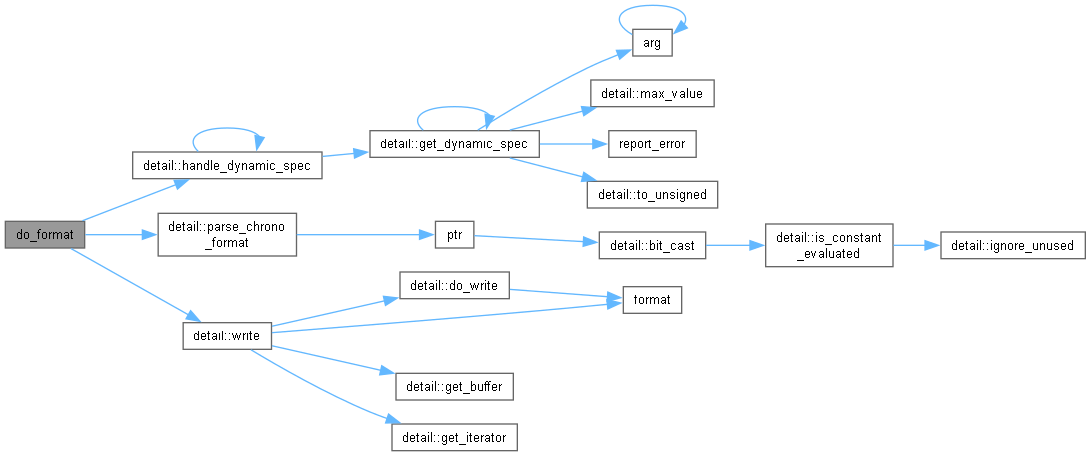 arg
detail::max_value
detail::get_dynamic_spec
report_error
detail::handle_dynamic_spec
detail::to_unsigned
do_format
detail::parse_chrono
_format
ptr
detail::bit_cast
detail::is_constant
_evaluated
detail::ignore_unused
detail::do_write
format
detail::write
detail::get_buffer
detail::get_iterator